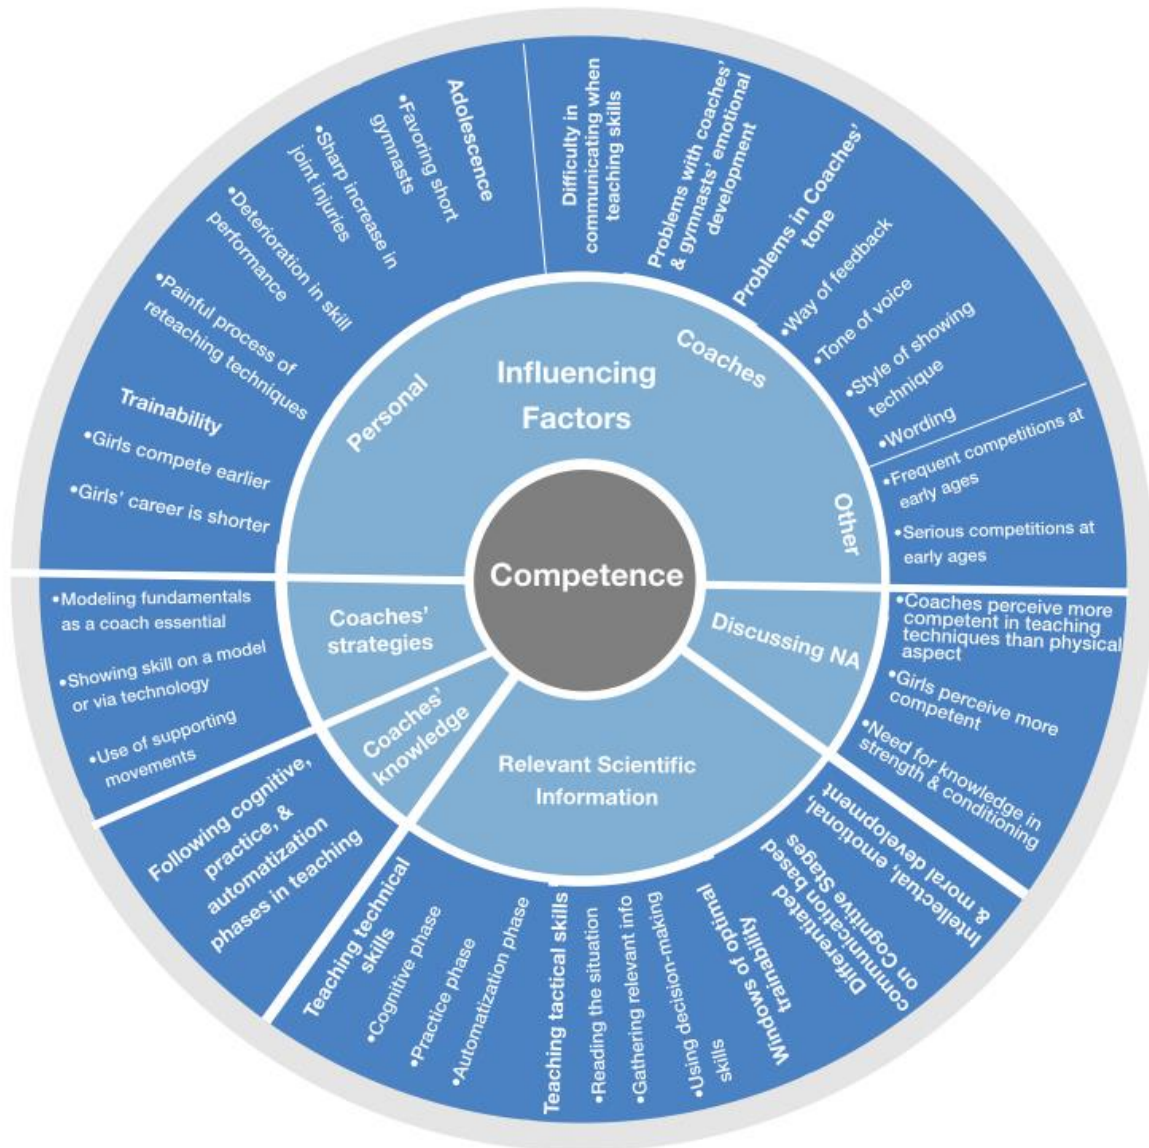 Competence
Influencing
Factors
Personal
Coaches
Other
Discussing NA
Relevant Scientific
Information
Coaches'
knowledge
Coaches'
strategies
Adolescence
•Favoring short
gymnasts
•Sharp increase in
joint injuries
•Deterioration in skill
performance
•Painful process of
reteaching techniques
Trainability
•Girls compete earlier
•Girls' career is shorter
Difficulty in
communicating when
teaching skills
Problems with coaches'
& gymnasts' emotional
development
Problems in Coaches'
tone
•Way of feedback
•Tone of voice
•Style of showing
technique
•Wording
•Frequent competitions at
early ages
•Serious competitions at
early ages
•Coaches perceive more
competent in teaching
techniques than physical
aspect
•Girls perceive more
competent
•Need for knowledge in
strength & conditioning
Intellectual, emotional,
& moral development
Differentiated
communication based
on Cognitive Stages
Windows of optimal
trainability
Teaching tactical skills
•Reading the situation
•Gathering relevant info
•Using decision-making
skills
Teaching technical
skills
•Cognitive phase
•Practice phase
•Automatization phase
Following cognitive,
practice, &
automatization
phases in teaching
•Modeling fundamentals
as a coach essential
•Showing skill on a model
or via technology
•Use of supporting
movements